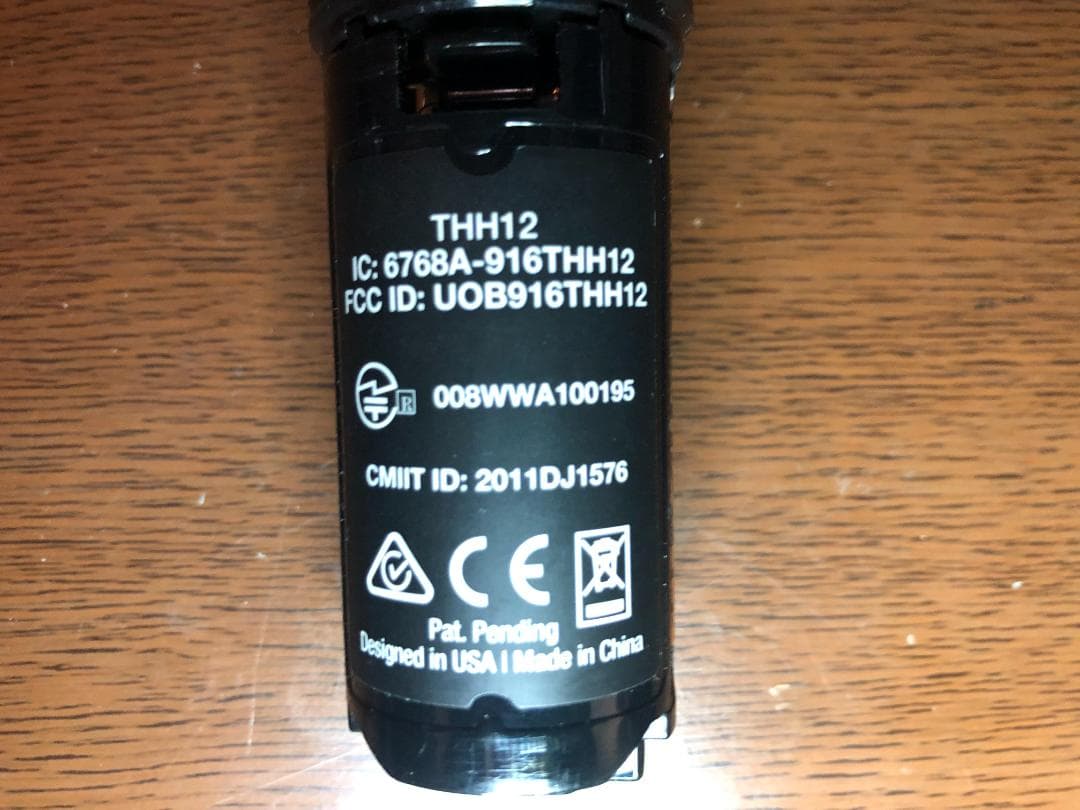 THH12
IC: 6768A-916THH12
FCC ID: UOB916THH12
R 008WWA100195
CMIIT ID: 2011DJ1576
CE
Pat. Pending
Designed in USA | Made in China